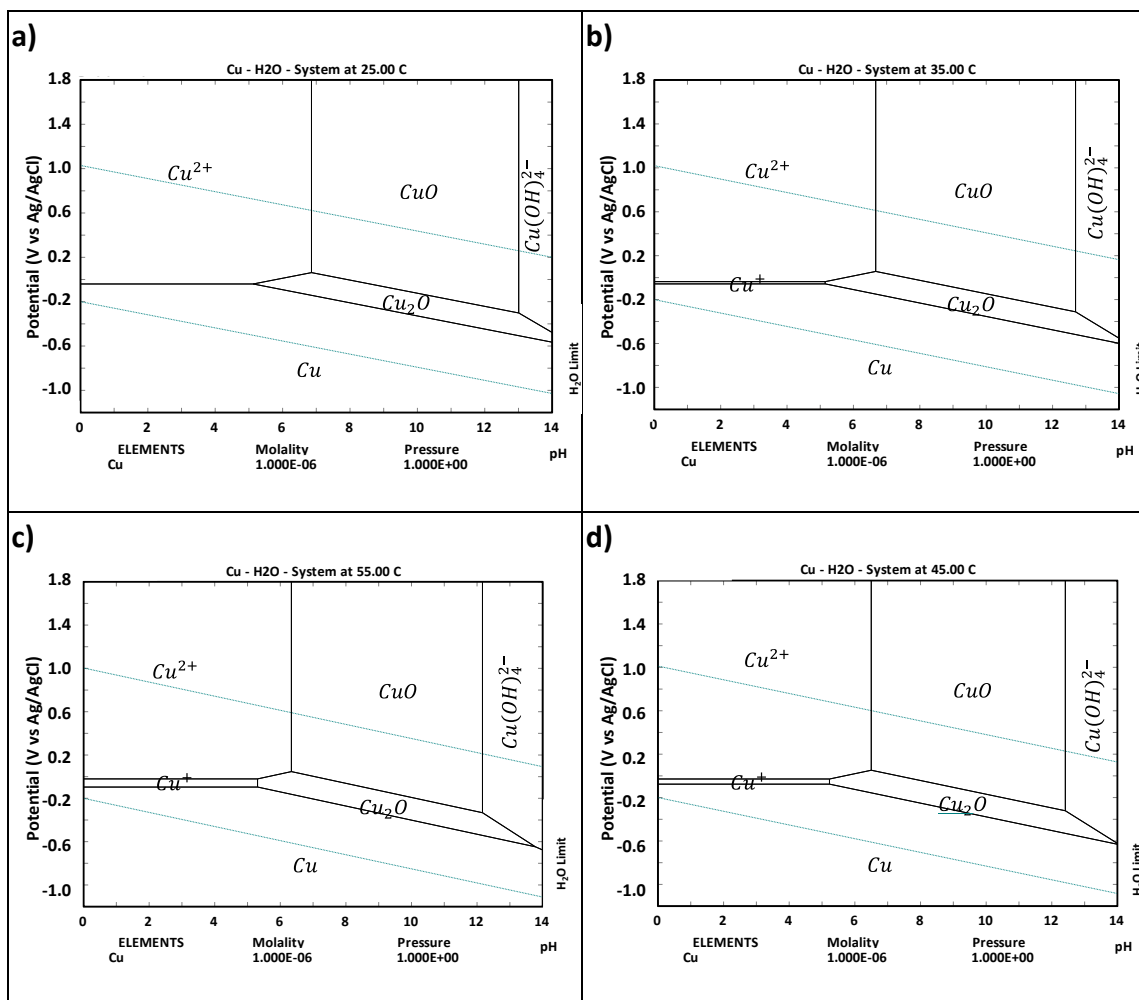 a)
Cu - H2O - System at 25.00 C
1.8
1.4
1.0
0.6
0.2
-0.2
-0.6
-1.0
Potential (V vs Ag/AgCl)
Cu²⁺
CuO
Cu(OH)₄²⁻
Cu₂O
Cu
H₂O Limit
0 2 4 6 8 10 12 14
ELEMENTS Molality Pressure pH
Cu 1.000E-06 1.000E+00
b)
Cu - H2O - System at 35.00 C
1.8
1.4
1.0
0.6
0.2
-0.2
-0.6
-1.0
Potential (V vs Ag/AgCl)
Cu²⁺
CuO
Cu(OH)₄²⁻
Cu⁺
Cu₂O
Cu
H₂O Limit
0 2 4 6 8 10 12 14
ELEMENTS Molality Pressure pH
Cu 1.000E-06 1.000E+00
c)
Cu - H2O - System at 55.00 C
1.8
1.4
1.0
0.6
0.2
-0.2
-0.6
-1.0
Potential (V vs Ag/AgCl)
Cu²⁺
CuO
Cu(OH)₄²⁻
Cu⁺
Cu₂O
Cu
H₂O Limit
0 2 4 6 8 10 12 14
ELEMENTS Molality Pressure pH
Cu 1.000E-06 1.000E+00
d)
Cu - H2O - System at 45.00 C
1.8
1.4
1.0
0.6
0.2
-0.2
-0.6
-1.0
Potential (V vs Ag/AgCl)
Cu²⁺
CuO
Cu(OH)₄²⁻
Cu⁺
Cu₂O
Cu
H₂O Limit
0 2 4 6 8 10 12 14
ELEMENTS Molality Pressure pH
Cu 1.000E-06 1.000E+00